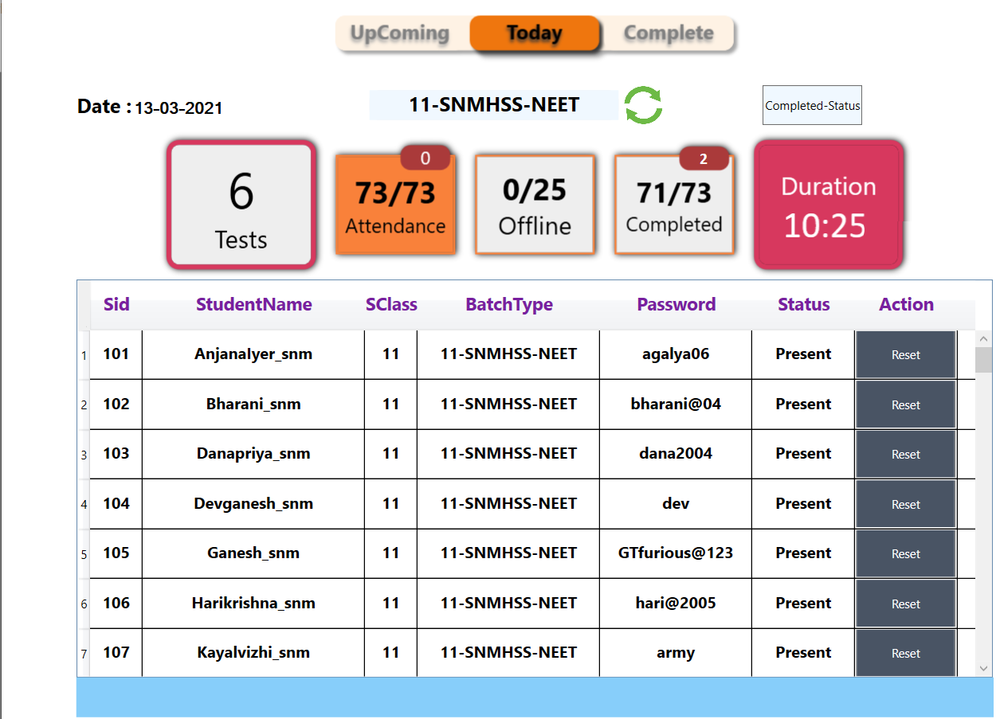 UpComing Today Complete
Date : 13-03-2021 11-SNMHSS-NEET Completed-Status
0 2
6 73/73 0/25 71/73 Duration
Tests Attendance Offline Completed 10:25
Sid StudentName SClass BatchType Password Status Action
1 101 AnjanaIyer_snm 11 11-SNMHSS-NEET agalya06 Present Reset
2 102 Bharani_snm 11 11-SNMHSS-NEET bharani@04 Present Reset
3 103 Danapriya_snm 11 11-SNMHSS-NEET dana2004 Present Reset
4 104 Devganesh_snm 11 11-SNMHSS-NEET dev Present Reset
5 105 Ganesh_snm 11 11-SNMHSS-NEET GTfurious@123 Present Reset
6 106 Harikrishna_snm 11 11-SNMHSS-NEET hari@2005 Present Reset
7 107 Kayalvizhi_snm 11 11-SNMHSS-NEET army Present Reset